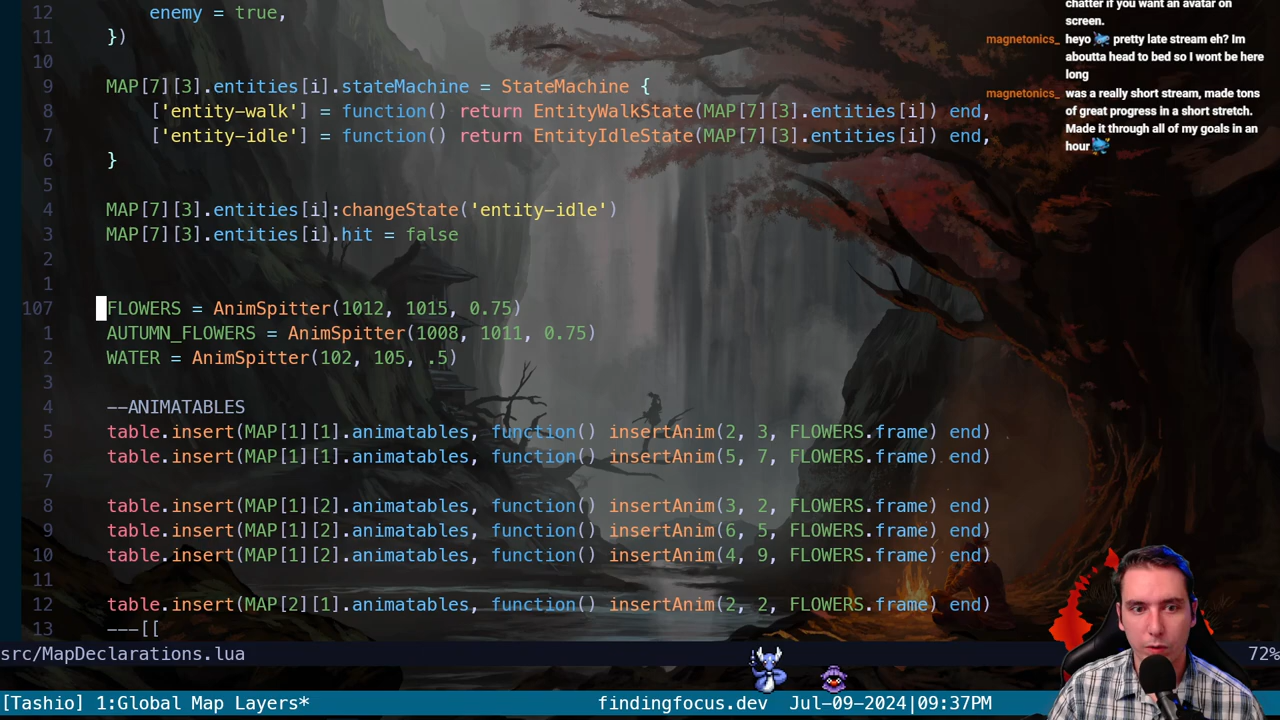 12 enemy = true,
11 })
10
9 MAP[7][3].entities[i].stateMachine = StateMachine {
8 ['entity-walk'] = function() return EntityWalkState(MAP[7][3].entities[i]) end,
7 ['entity-idle'] = function() return EntityIdleState(MAP[7][3].entities[i]) end,
6 }
5
4 MAP[7][3].entities[i]:changeState('entity-idle')
3 MAP[7][3].entities[i].hit = false
2
1
107 FLOWERS = AnimSpitter(1012, 1015, 0.75)
1 AUTUMN_FLOWERS = AnimSpitter(1008, 1011, 0.75)
2 WATER = AnimSpitter(102, 105, .5)
3
4 --ANIMATABLES
5 table.insert(MAP[1][1].animatables, function() insertAnim(2, 3, FLOWERS.frame) end)
6 table.insert(MAP[1][1].animatables, function() insertAnim(5, 7, FLOWERS.frame) end)
7
8 table.insert(MAP[1][2].animatables, function() insertAnim(3, 2, FLOWERS.frame) end)
9 table.insert(MAP[1][2].animatables, function() insertAnim(6, 5, FLOWERS.frame) end)
10 table.insert(MAP[1][2].animatables, function() insertAnim(4, 9, FLOWERS.frame) end)
11
12 table.insert(MAP[2][1].animatables, function() insertAnim(2, 2, FLOWERS.frame) end)
13 ---[[
src/MapDeclarations.lua 72%
[Tashio] 1:Global Map Layers* findingfocus.dev Jul-09-2024|09:37PM
chatter if you want an avatar on
screen.
magnetonics_ heyo pretty late stream eh? Im
aboutta head to bed so I wont be here
long
magnetonics_ was a really short stream, made tons
of great progress in a short stretch.
Made it through all of my goals in an
hour